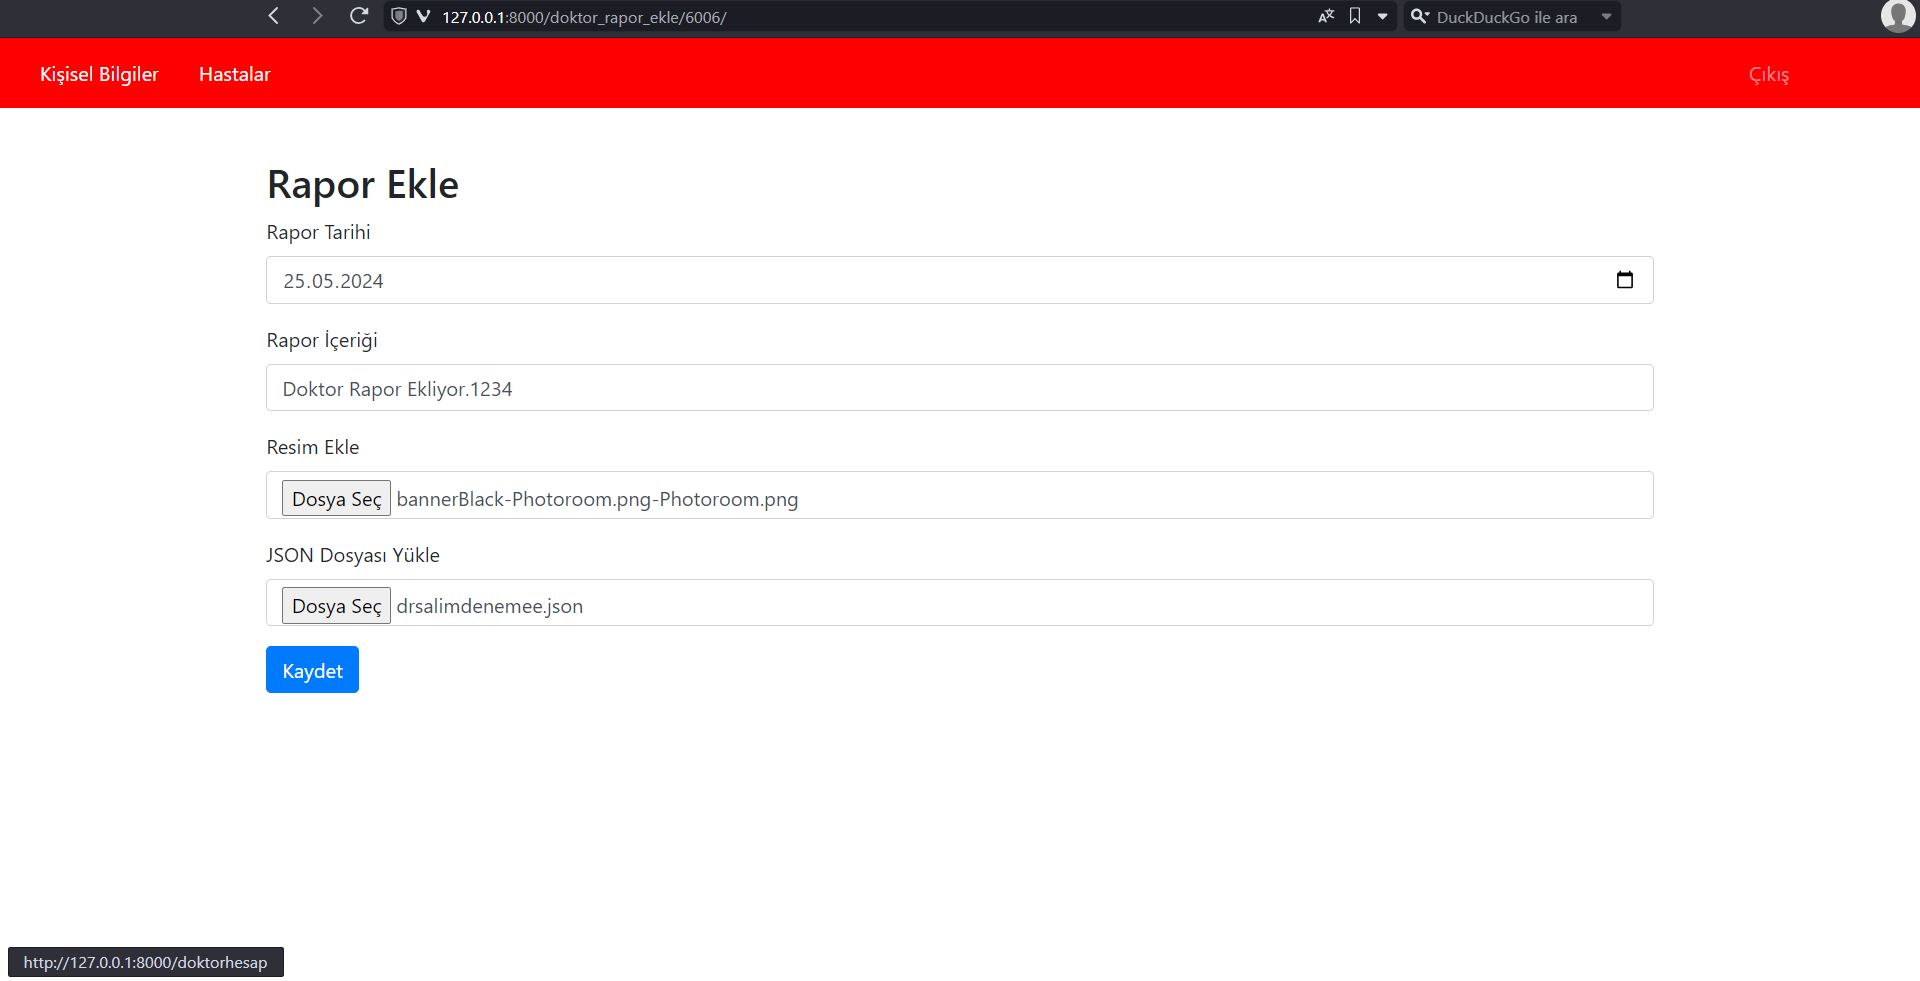 127.0.0.1:8000/doktor_rapor_ekle/6006/
DuckDuckGo ile ara
Kişisel Bilgiler
Hastalar
Çıkış
Rapor Ekle
Rapor Tarihi
25.05.2024
Rapor İçeriği
Doktor Rapor Ekliyor.1234
Resim Ekle
Dosya Seç bannerBlack-Photoroom.png-Photoroom.png
JSON Dosyası Yükle
Dosya Seç drsalimdenemee.json
Kaydet
http://127.0.0.1:8000/doktorhesap